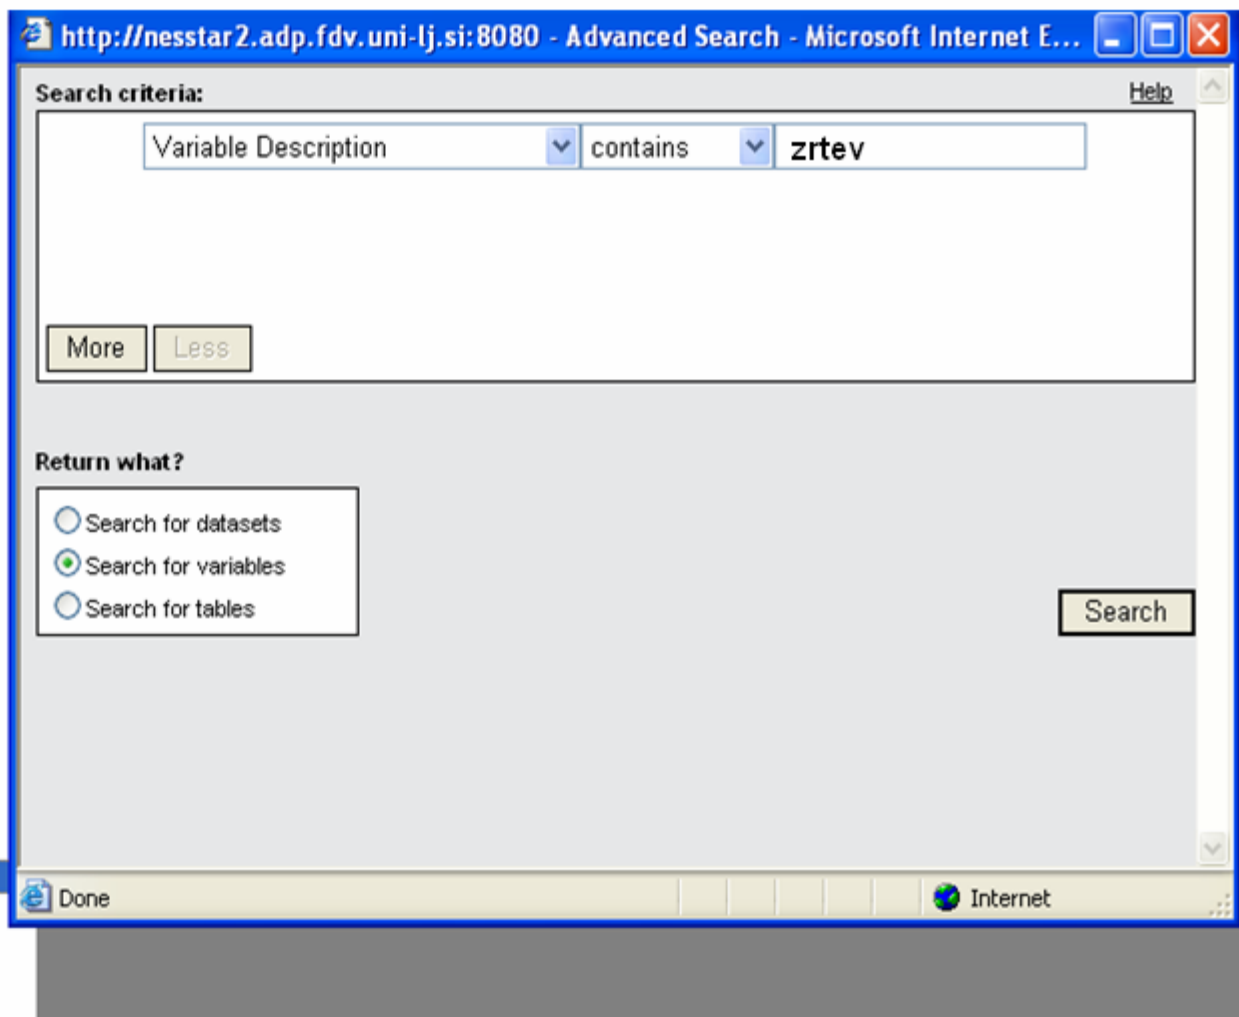 http://nesstar2.adp.fdv.uni-lj.si:8080 - Advanced Search - Microsoft Internet E...
Search criteria: Help
Variable Description contains zrtev
More Less
Return what?
Search for datasets
Search for variables
Search for tables
Search
Done Internet